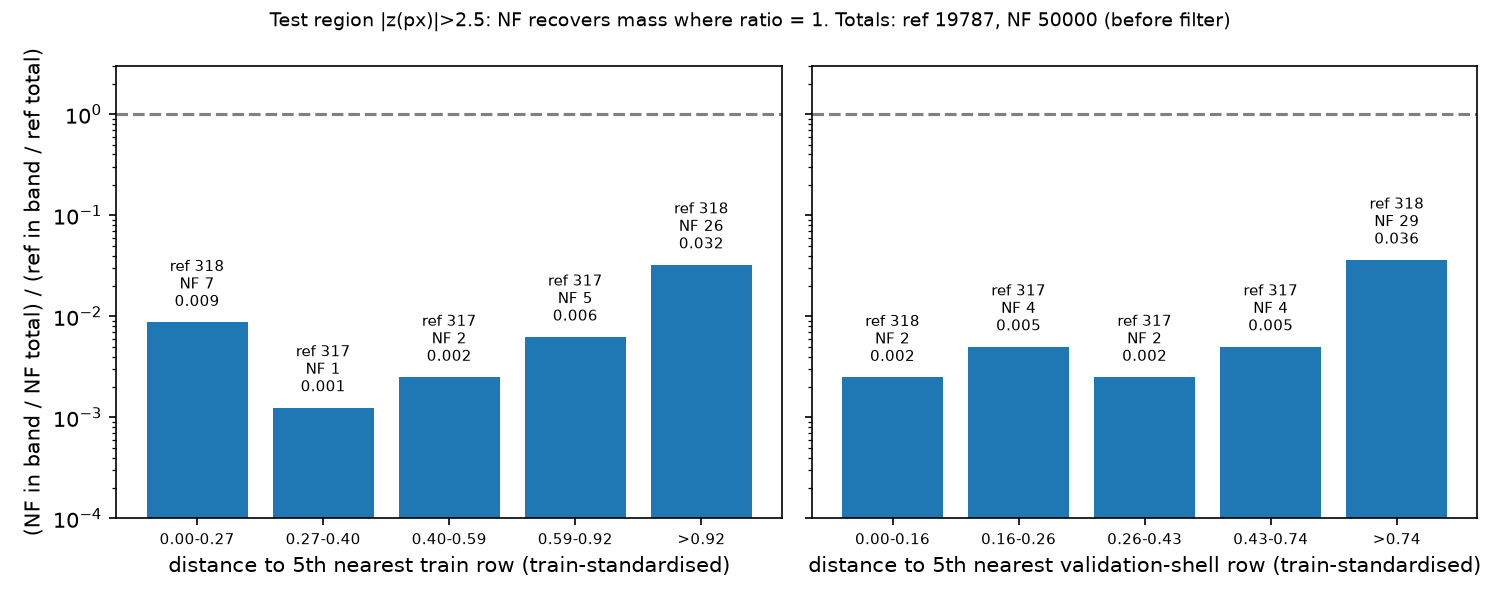 Test region |z(px)|>2.5: NF recovers mass where ratio = 1. Totals: ref 19787, NF 50000 (before filter)
(NF in band / NF total) / (ref in band / ref total)
10⁰
10⁻¹
10⁻²
10⁻³
10⁻⁴
ref 318
NF 7
0.009
ref 317
NF 1
0.001
ref 317
NF 2
0.002
ref 317
NF 5
0.006
ref 318
NF 26
0.032
0.00-0.27
0.27-0.40
0.40-0.59
0.59-0.92
>0.92
distance to 5th nearest train row (train-standardised)
ref 318
NF 2
0.002
ref 317
NF 4
0.005
ref 317
NF 2
0.002
ref 317
NF 4
0.005
ref 318
NF 29
0.036
0.00-0.16
0.16-0.26
0.26-0.43
0.43-0.74
>0.74
distance to 5th nearest validation-shell row (train-standardised)